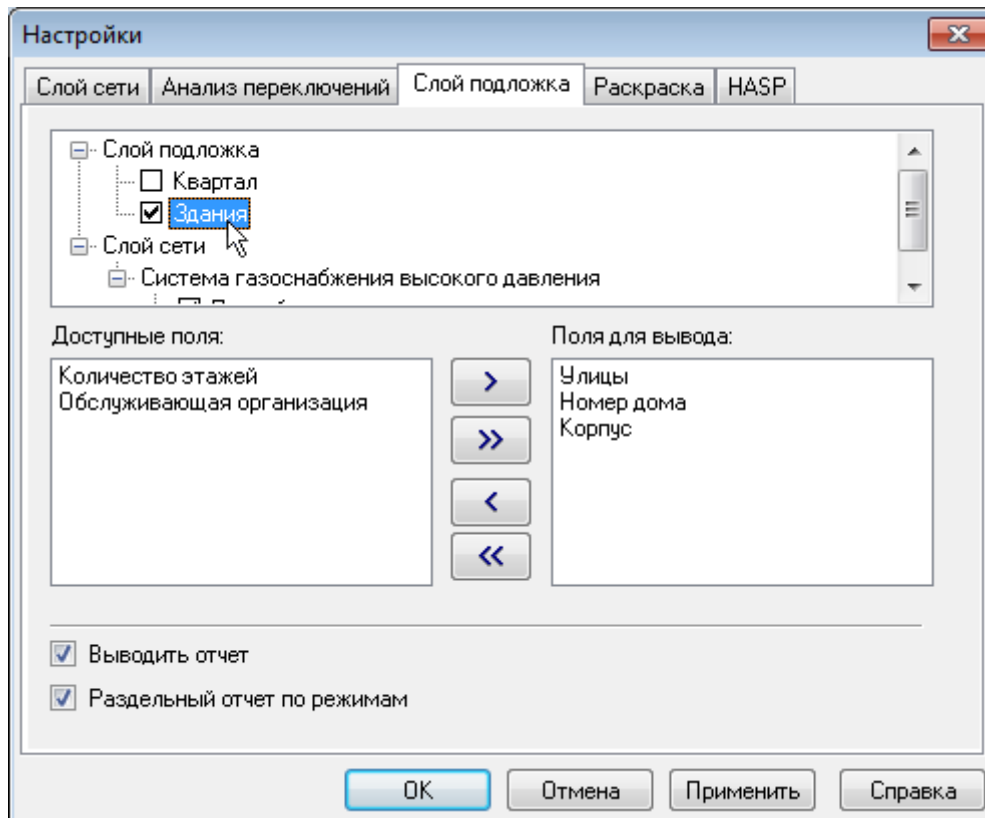 Настройки
Слой сети Анализ переключений Слой подложка Раскраска HASP
Слой подложка
Квартал
Здания
Слой сети
Система газоснабжения высокого давления
Доступные поля: Поля для вывода:
Количество этажей
Обслуживающая организация
Улицы
Номер дома
Корпус
Выводить отчет
Раздельный отчет по режимам
OK Отмена Применить Справка